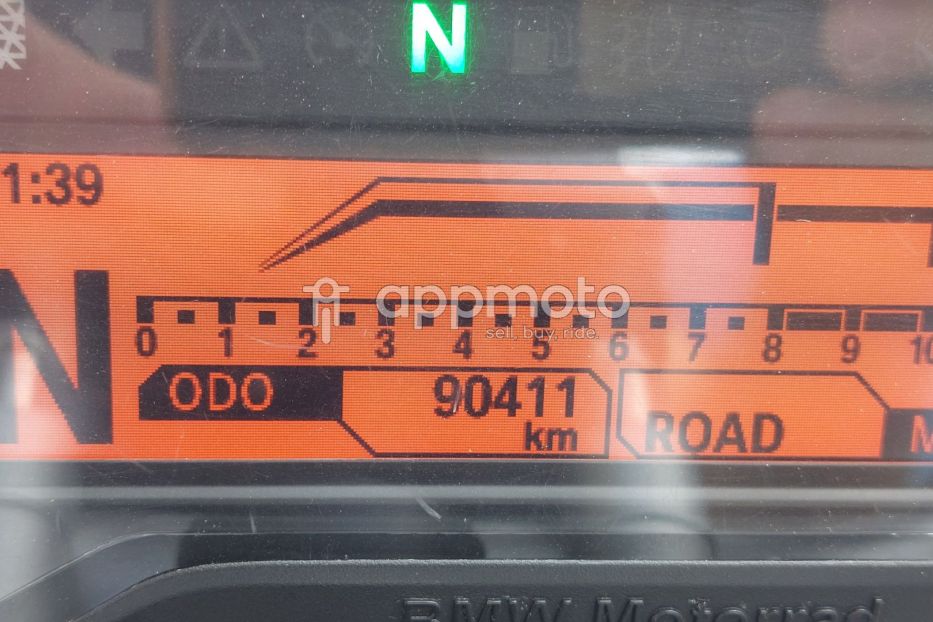 N
1:39
N
appmoto
sell, buy, ride.
0 1 2 3 4 5 6 7 8 9 10
ODO 90411 km
ROAD
M
BMW Motorrad